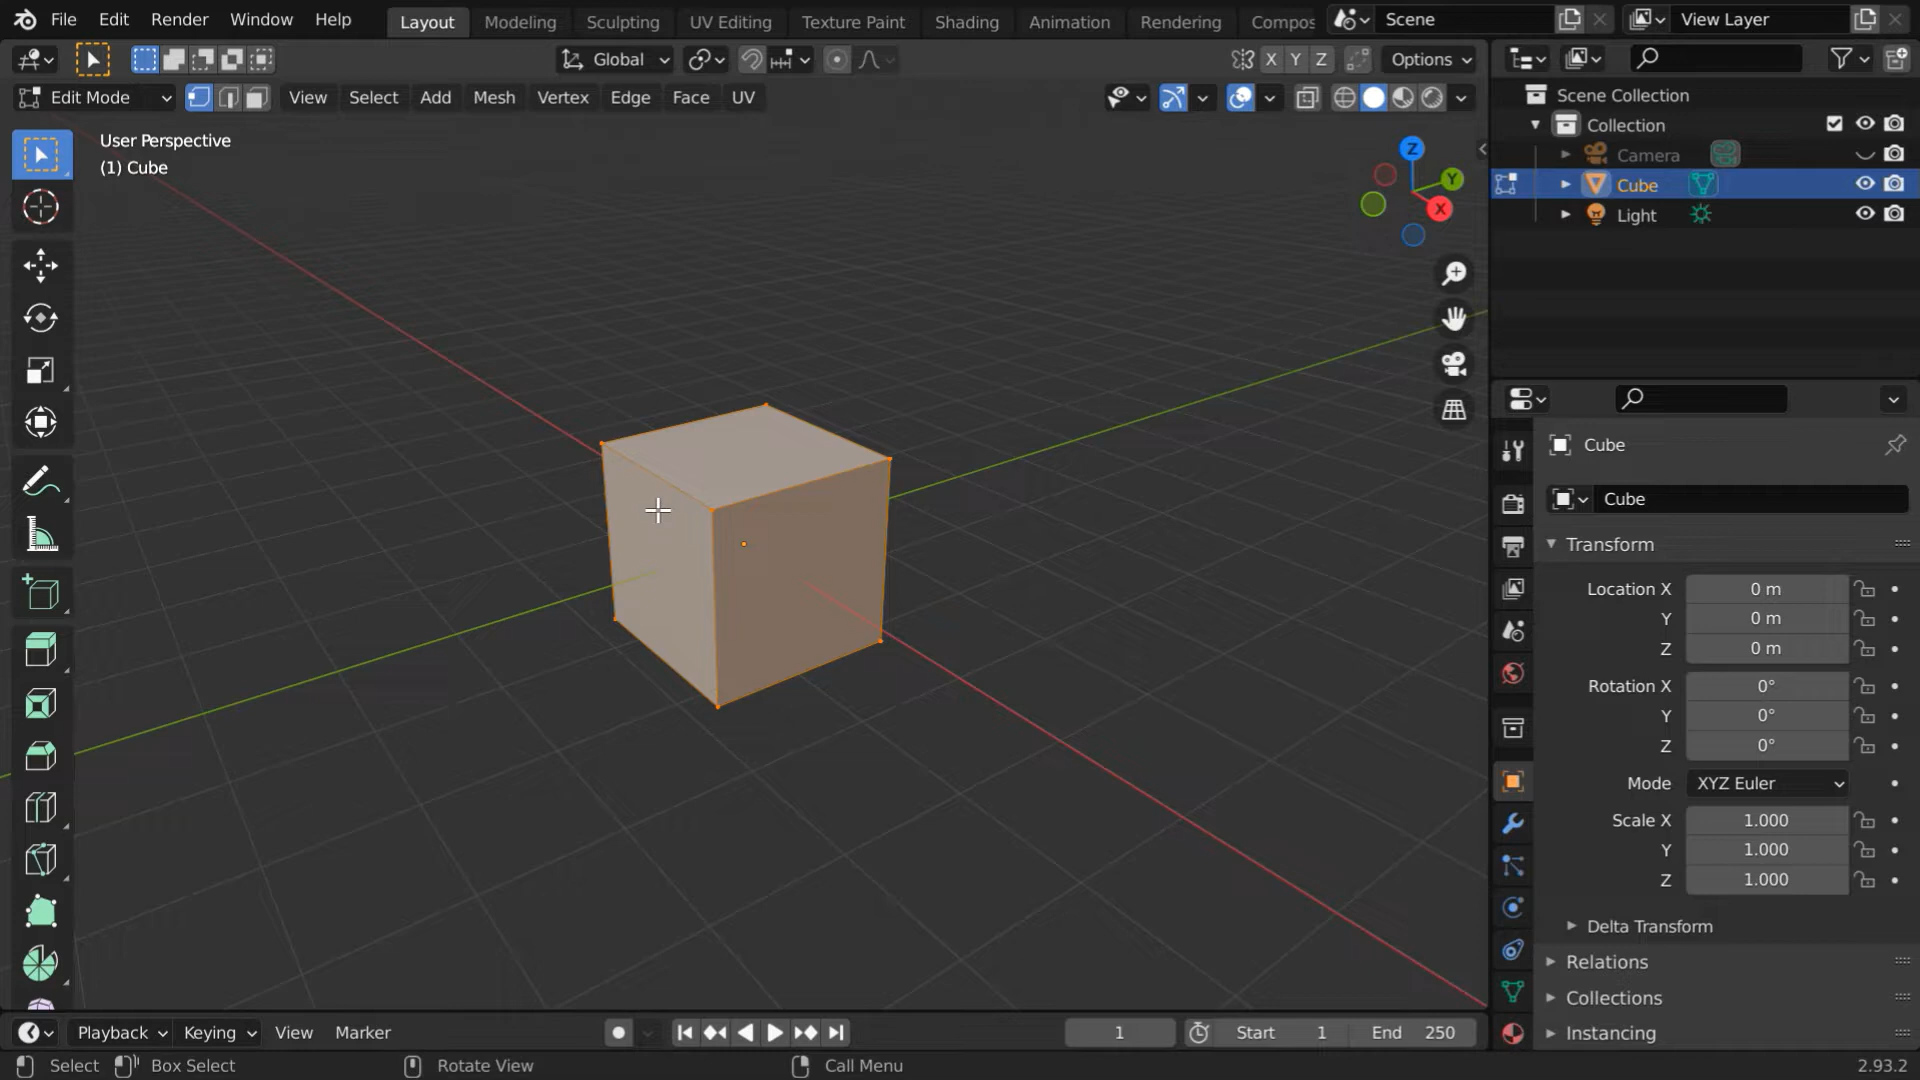 File Edit Render Window Help Layout Modeling Sculpting UV Editing Texture Paint Shading Animation Rendering Compos Scene View Layer
Global X Y Z Options
Edit Mode View Select Add Mesh Vertex Edge Face UV
User Perspective
(1) Cube
Z
Y
X
Scene Collection
Collection
Camera
Cube
Light
Cube
Cube
Transform
Location X 0 m
Y 0 m
Z 0 m
Rotation X 0°
Y 0°
Z 0°
Mode XYZ Euler
Scale X 1.000
Y 1.000
Z 1.000
Delta Transform
Relations
Collections
Instancing
Playback Keying View Marker 1 Start 1 End 250
Select Box Select Rotate View Call Menu 2.93.2